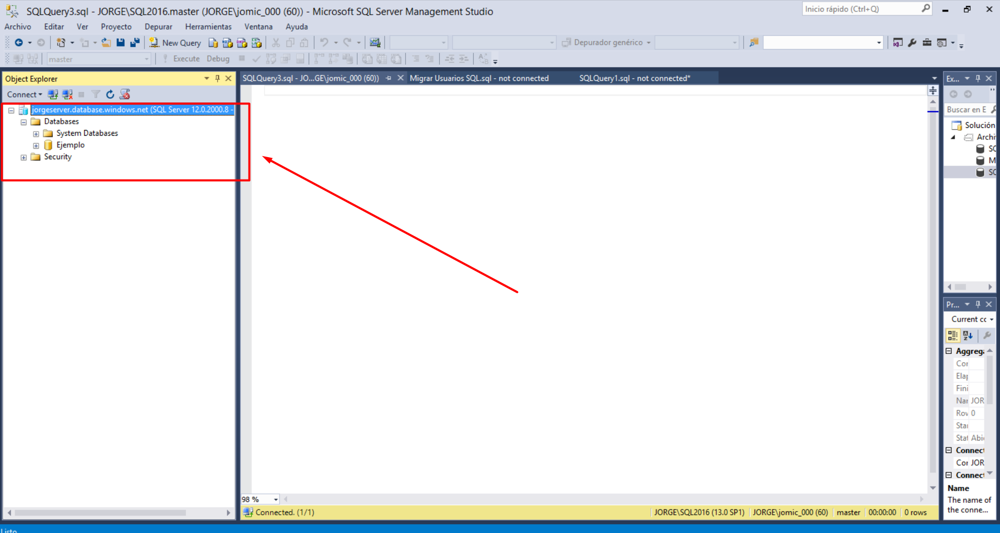 SQLQuery3.sql - JORGE\SQL2016.master (JORGE\jomic_000 (60)) - Microsoft SQL Server Management Studio
Inicio rápido (Ctrl+Q)
Archivo Editar Ver Proyecto Depurar Herramientas Ventana Ayuda
New Query
Depurador genérico
master
Execute Debug
Object Explorer
Connect
jorgeserver.database.windows.net (SQL Server 12.0.2000.8 -
Databases
System Databases
Ejemplo
Security
SQLQuery3.sql - JO...GE\jomic_000 (60)) Migrar Usuarios SQL.sql - not connected SQLQuery1.sql - not connected*
98 %
Connected. (1/1)
JORGE\SQL2016 (13.0 SP1) JORGE\jomic_000 (60) master 00:00:00 0 rows
Ex...
Buscar en E
Solución
Archi
SQ
M
SQ
Pr...
Current cc
Aggrega
Cor
Elap
Fini
Nar JOR
Rov 0
Star
Stat Abie
Connect
Cor JOR
Connect
Name
The name of
the conne...
Listo